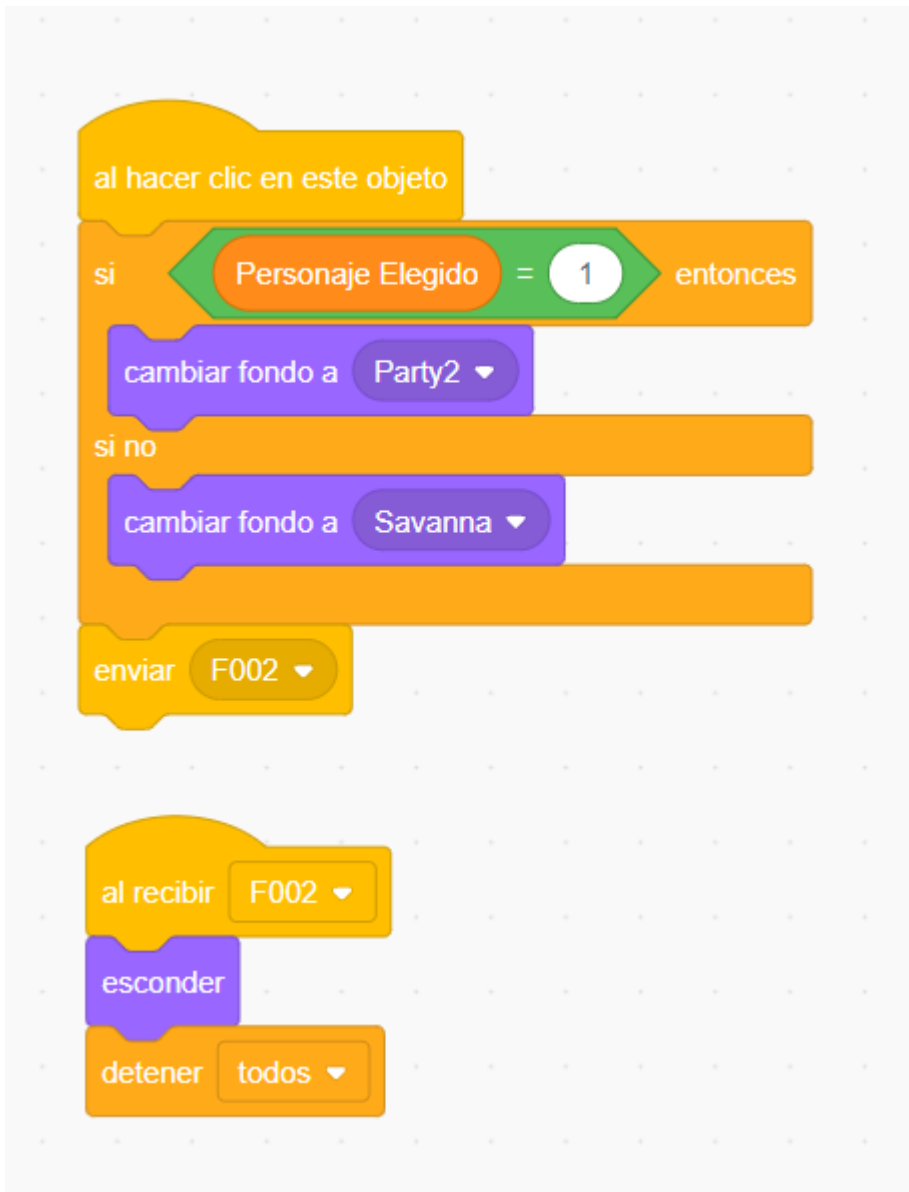 al hacer clic en este objeto
si Personaje Elegido = 1 entonces
cambiar fondo a Party2
si no
cambiar fondo a Savanna
enviar F002
al recibir F002
esconder
detener todos